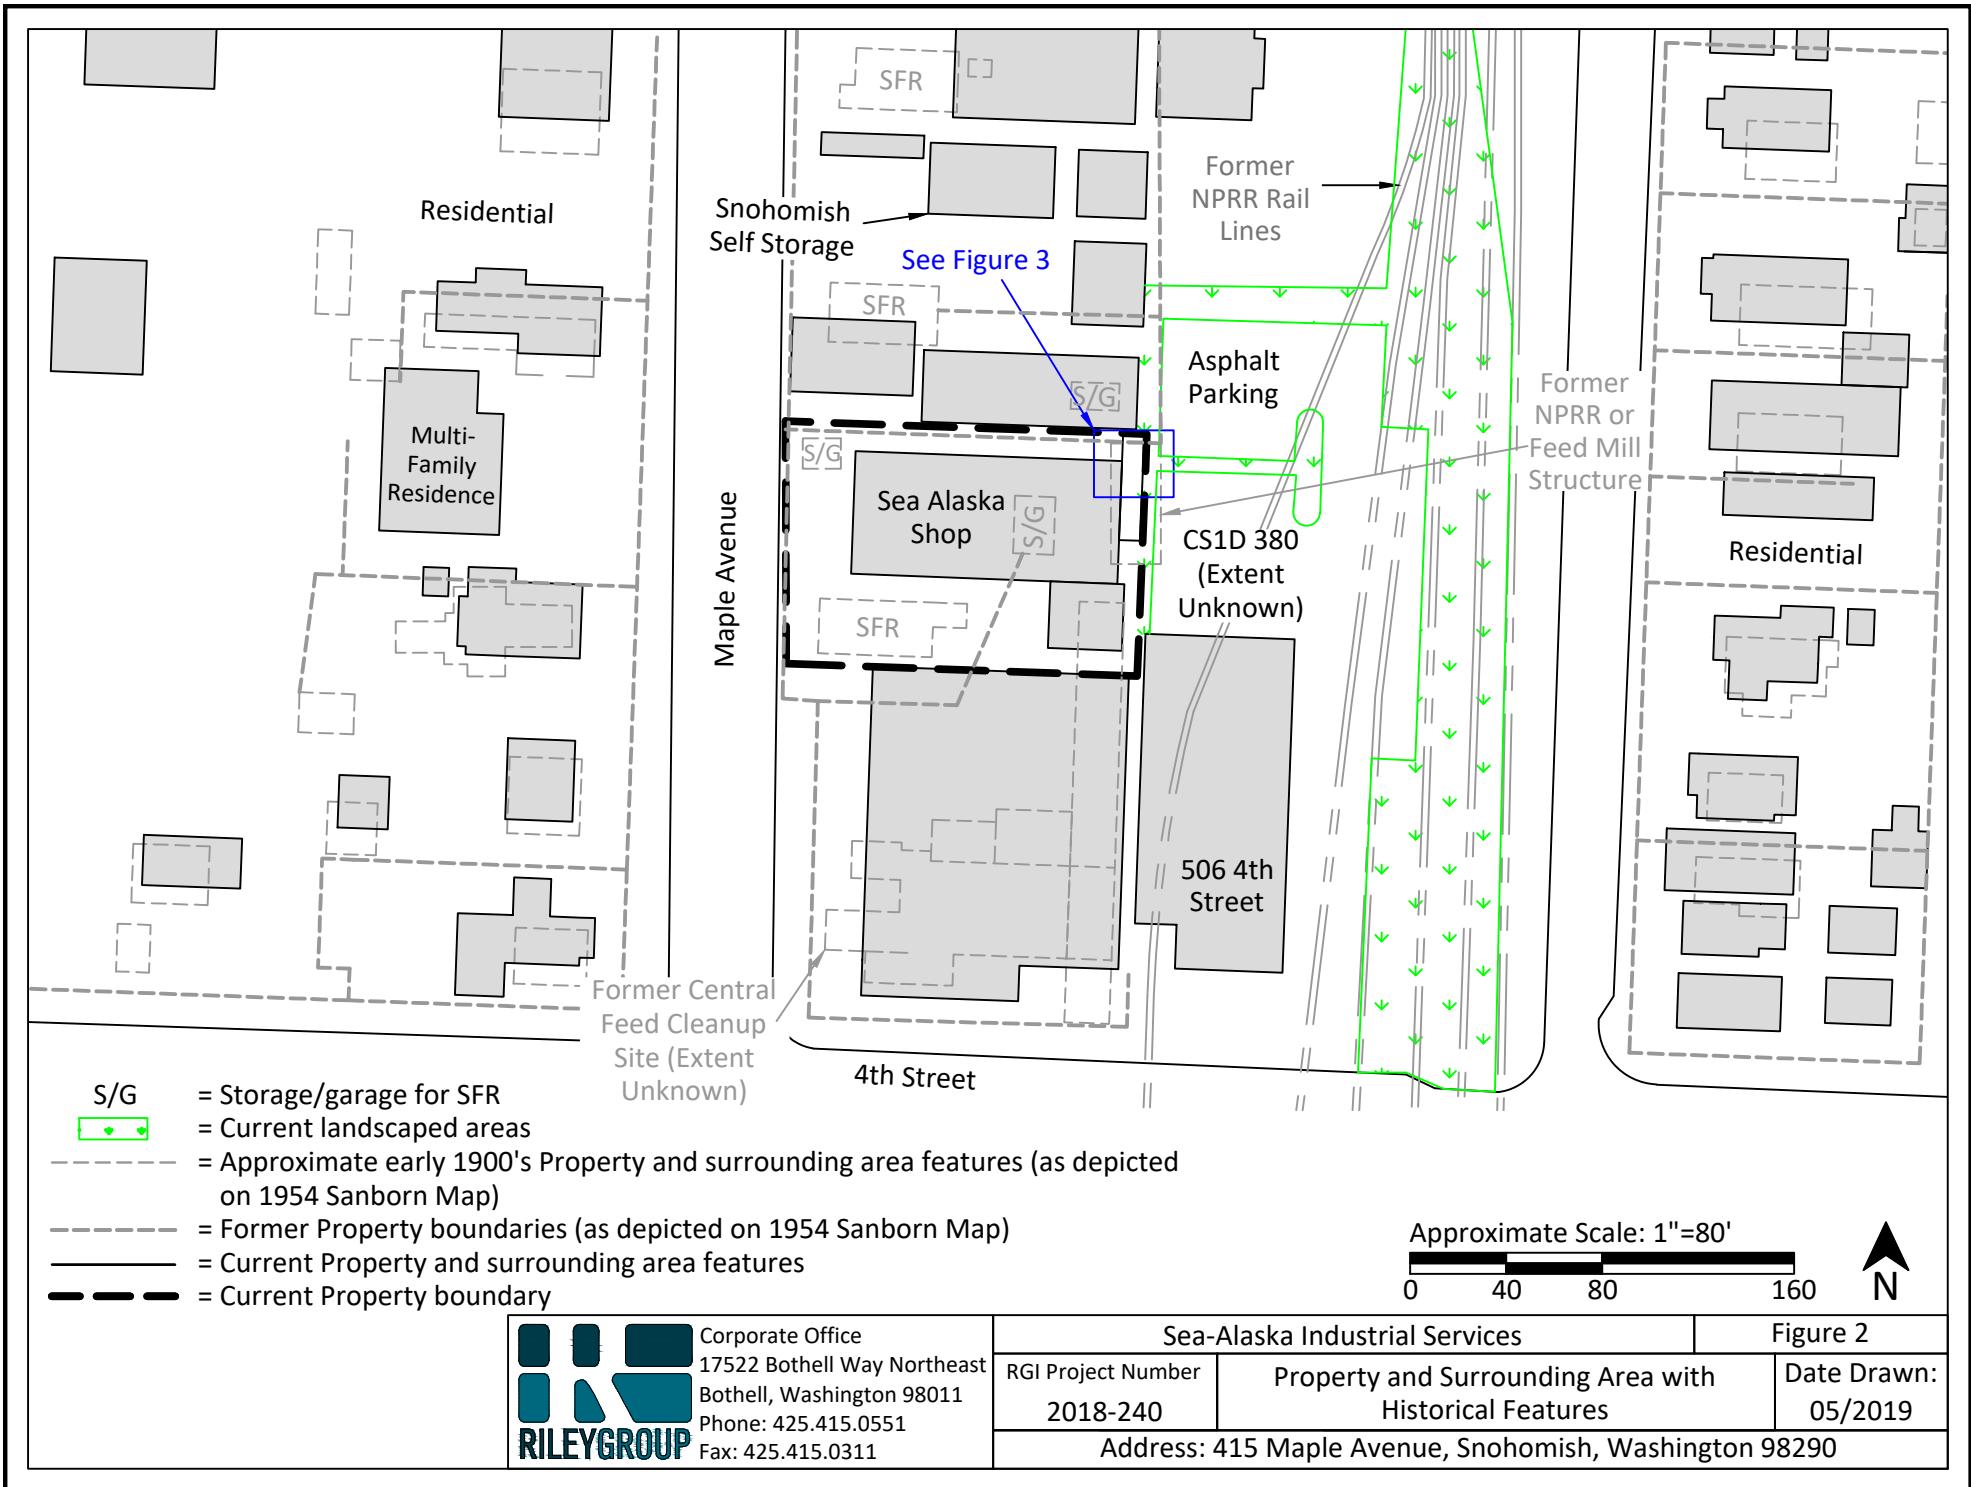 SFR
Residential
Snohomish
Self Storage
Former
NPRR Rail
Lines
See Figure 3
SFR
Asphalt
Parking
S/G
Former
NPRR or
Feed Mill
Structure
Multi-
Family
Residence
S/G
Sea Alaska
Shop
S/G
Maple Avenue
CS1D 380
(Extent
Unknown)
Residential
SFR
506 4th
Street
Former Central
Feed Cleanup
Site (Extent
Unknown)
4th Street
S/G = Storage/garage for SFR
= Current landscaped areas
= Approximate early 1900's Property and surrounding area features (as depicted
on 1954 Sanborn Map)
= Former Property boundaries (as depicted on 1954 Sanborn Map)
= Current Property and surrounding area features
= Current Property boundary
Approximate Scale: 1"=80'
0 40 80 160
N
RILEYGROUP
Corporate Office
17522 Bothell Way Northeast
Bothell, Washington 98011
Phone: 425.415.0551
Fax: 425.415.0311
Sea-Alaska Industrial Services
Figure 2
RGI Project Number
2018-240
Property and Surrounding Area with
Historical Features
Date Drawn:
05/2019
Address: 415 Maple Avenue, Snohomish, Washington 98290